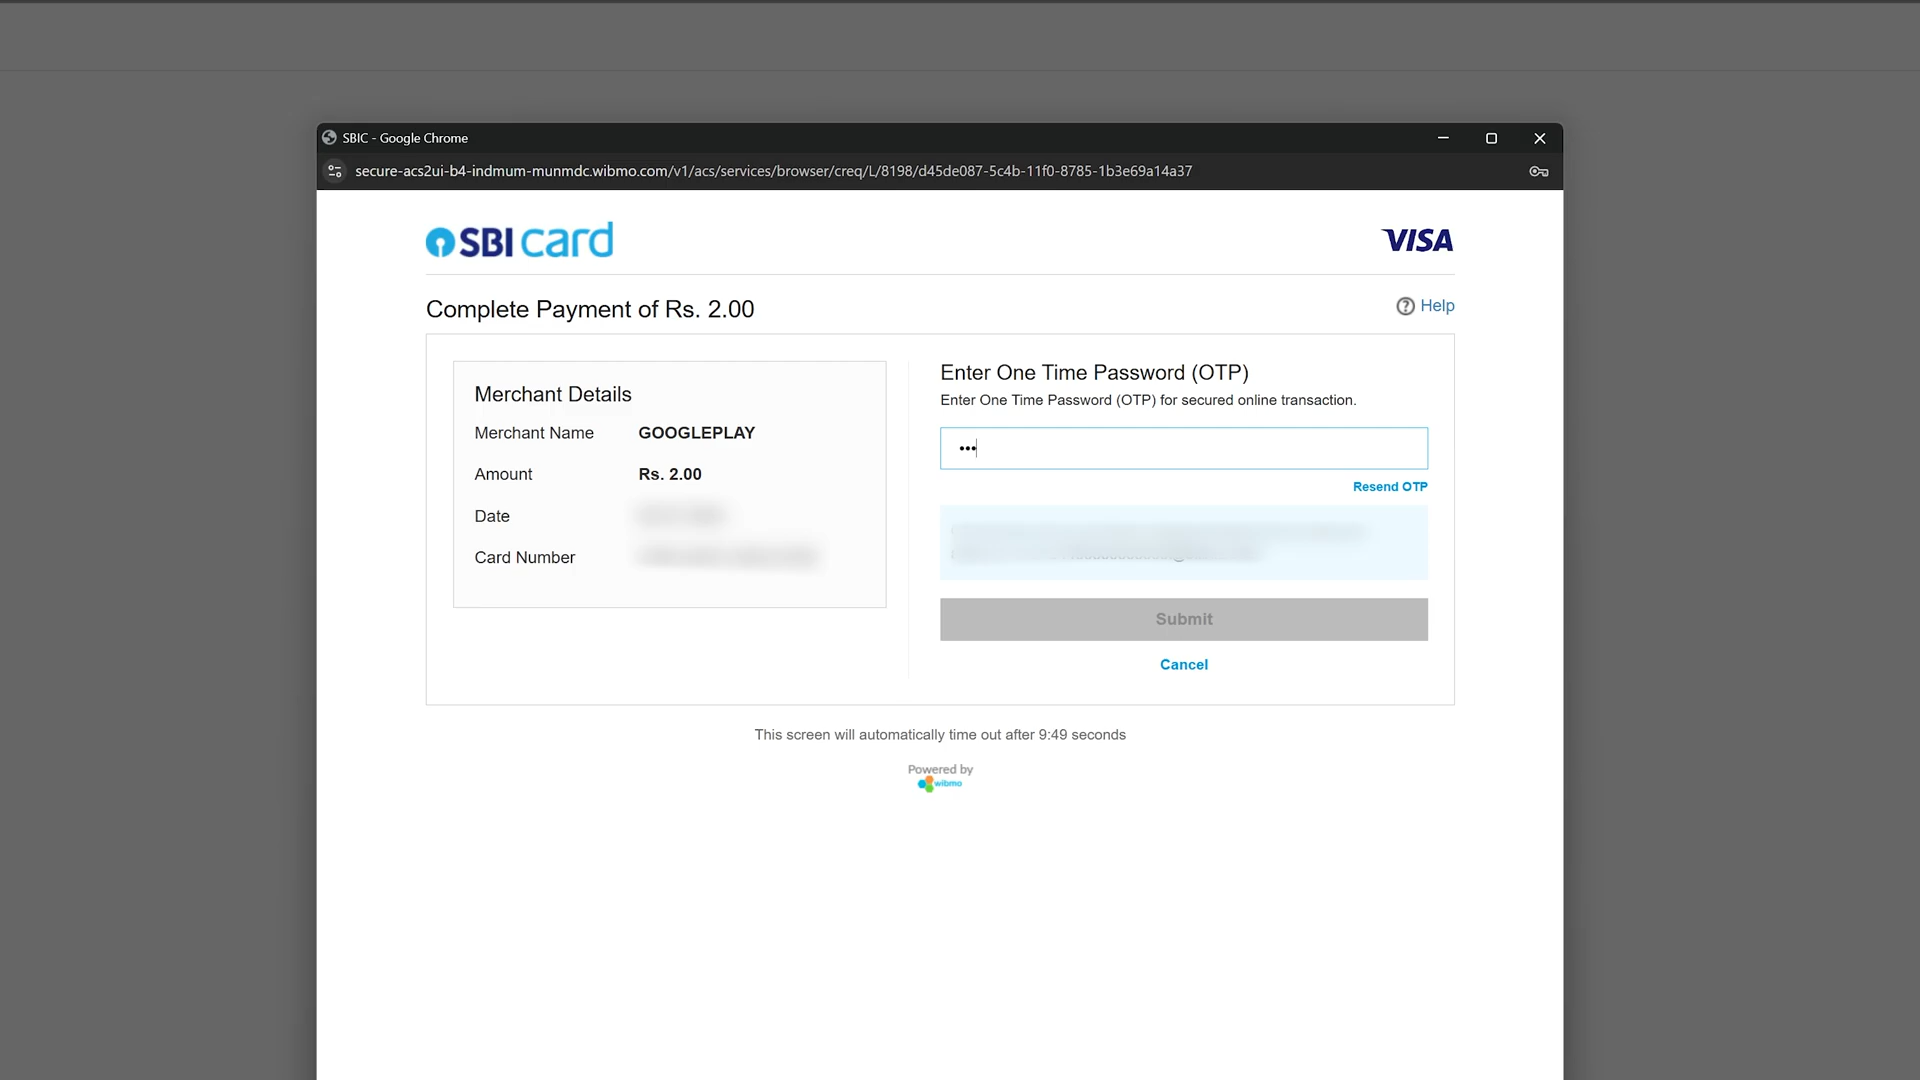 SBIC - Google Chrome
secure-acs2ui-b4-indmum-munmdc.wibmo.com/v1/acs/services/browser/creq/L/8198/d45de087-5c4b-11f0-8785-1b3e69a14a37
SBI card
VISA
Complete Payment of Rs. 2.00
? Help
Merchant Details
Merchant Name GOOGLEPLAY
Amount Rs. 2.00
Date
Card Number
Enter One Time Password (OTP)
Enter One Time Password (OTP) for secured online transaction.
•••
Resend OTP
Submit
Cancel
This screen will automatically time out after 9:49 seconds
Powered by
wibmo